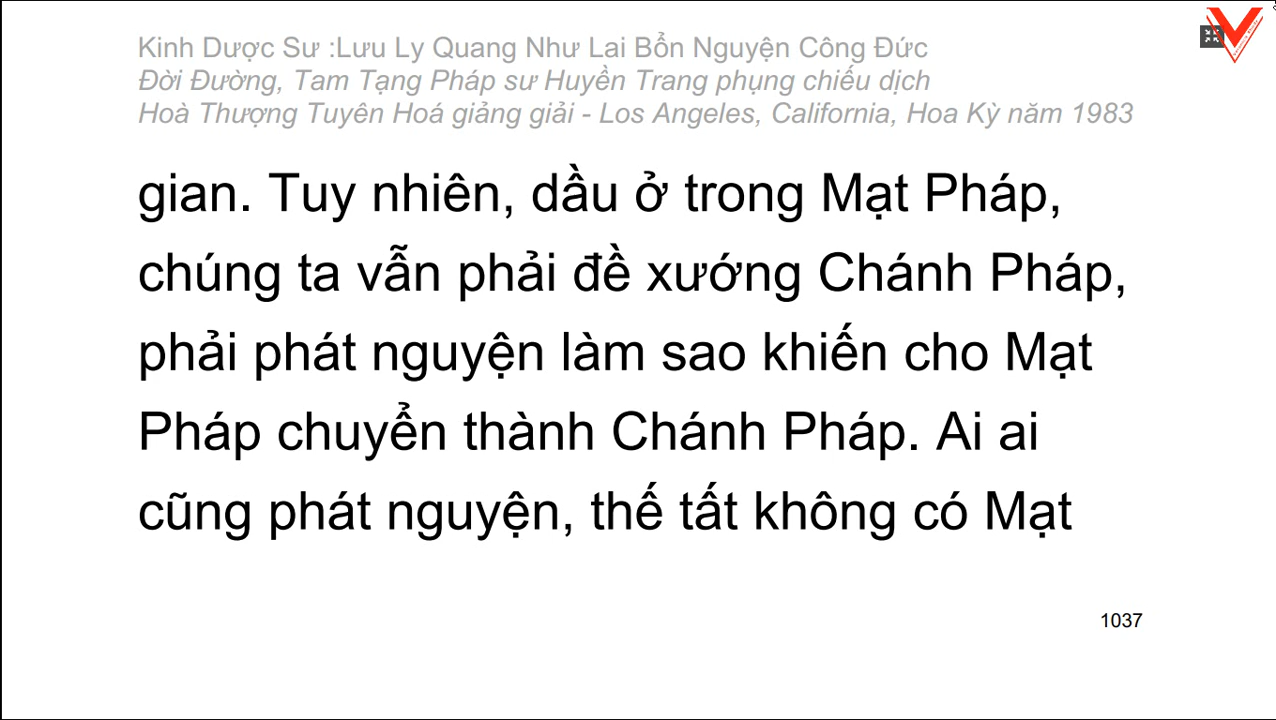 Kinh Dược Sư :Lưu Ly Quang Như Lai Bổn Nguyện Công Đức
Đời Đường, Tam Tạng Pháp sư Huyền Trang phụng chiếu dịch
Hoà Thượng Tuyên Hoá giảng giải - Los Angeles, California, Hoa Kỳ năm 1983
gian. Tuy nhiên, dầu ở trong Mạt Pháp,
chúng ta vẫn phải đề xướng Chánh Pháp,
phải phát nguyện làm sao khiến cho Mạt
Pháp chuyển thành Chánh Pháp. Ai ai
cũng phát nguyện, thế tất không có Mạt
1037